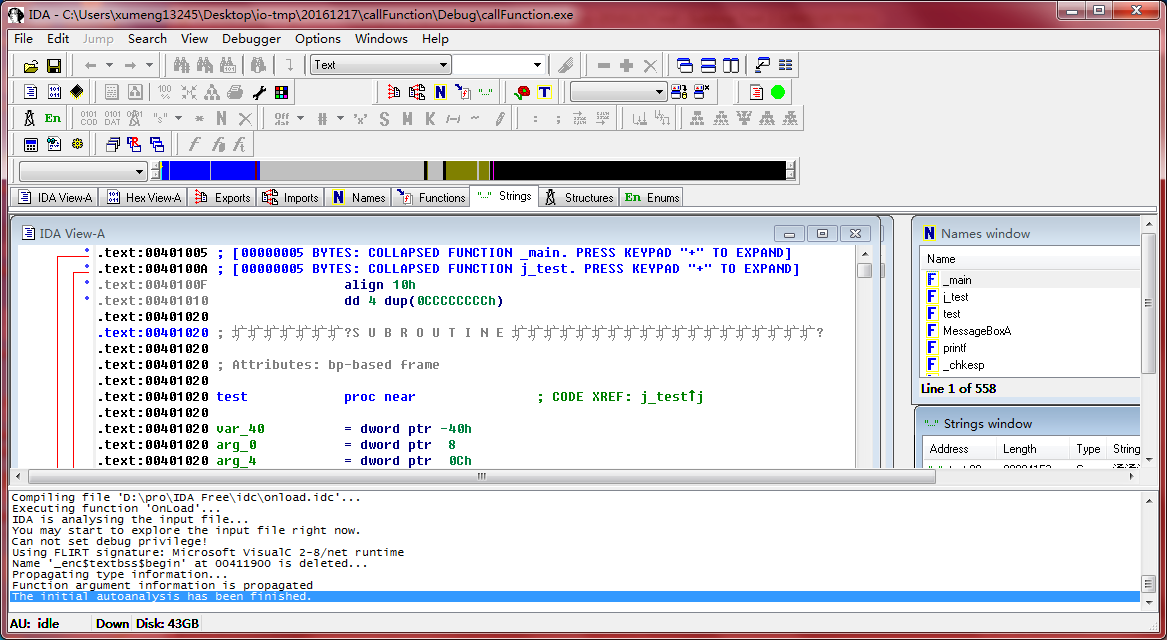 IDA - C:\Users\xumeng13245\Desktop\io-tmp\20161217\callFunction\Debug\callFunction.exe
File Edit Jump Search View Debugger Options Windows Help
Text
En
IDA View-A Hex View-A Exports Imports N Names Functions Strings Structures En Enums
IDA View-A
.text:00401005 ; [00000005 BYTES: COLLAPSED FUNCTION _main. PRESS KEYPAD "+" TO EXPAND]
.text:0040100A ; [00000005 BYTES: COLLAPSED FUNCTION j_test. PRESS KEYPAD "+" TO EXPAND]
.text:0040100F align 10h
.text:00401010 dd 4 dup(0CCCCCCCCh)
.text:00401020
.text:00401020 ; ?S U B R O U T I N E ?
.text:00401020
.text:00401020 ; Attributes: bp-based frame
.text:00401020
.text:00401020 test proc near ; CODE XREF: j_test↑j
.text:00401020
.text:00401020 var_40 = dword ptr -40h
.text:00401020 arg_0 = dword ptr 8
.text:00401020 arg_4 = dword ptr 0Ch
N Names window
Name
F _main
F j_test
F test
F MessageBoxA
F printf
F _chkesp
Line 1 of 558
Strings window
Address Length Type String
Compiling file 'D:\pro\IDA Free\idc\onload.idc'...
Executing function 'OnLoad'...
IDA is analysing the input file...
You may start to explore the input file right now.
Can not set debug privilege!
Using FLIRT signature: Microsoft VisualC 2-8/net runtime
Name '_enc$textbss$begin' at 00411900 is deleted...
Propagating type information...
Function argument information is propagated
The initial autoanalysis has been finished.
AU: idle Down Disk: 43GB